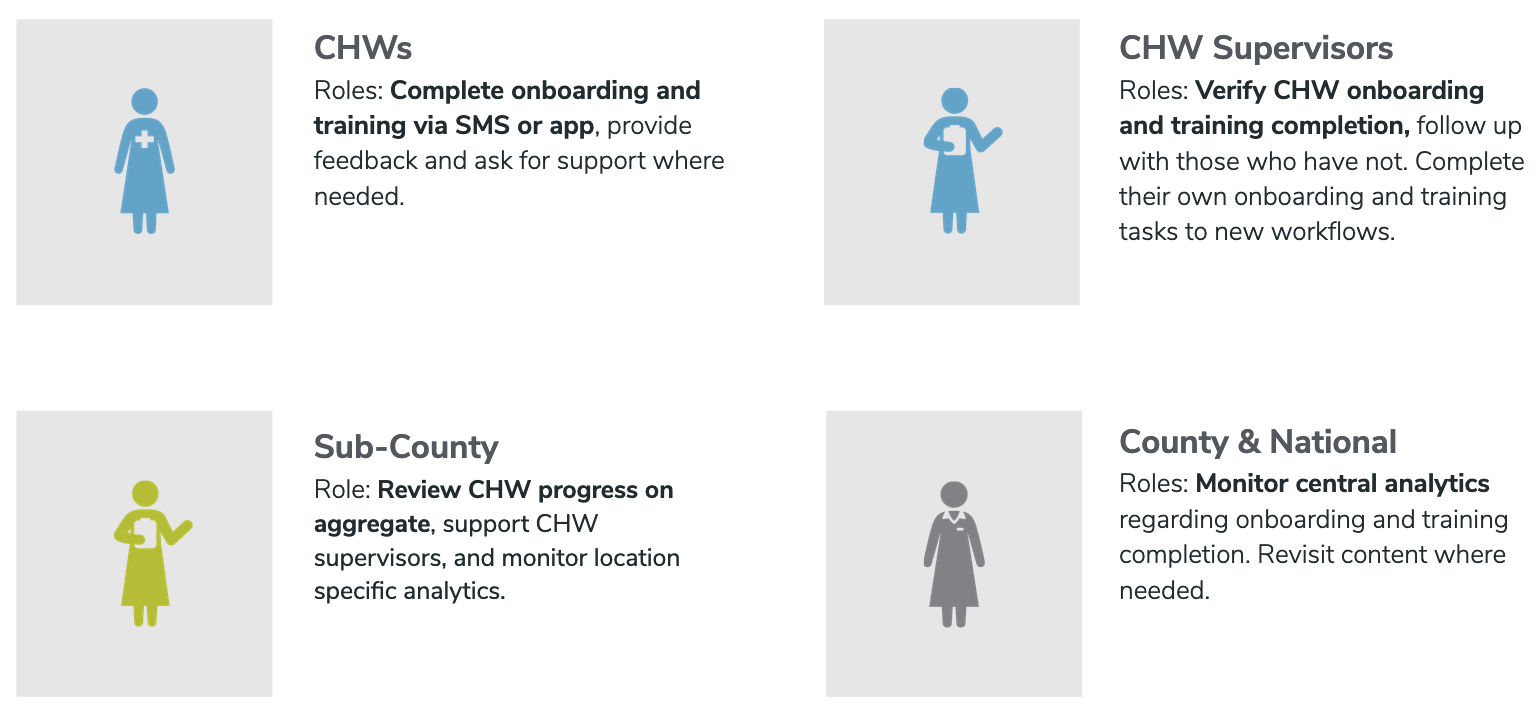 CHWs
Roles: Complete onboarding and
training via SMS or app, provide
feedback and ask for support where
needed.
CHW Supervisors
Roles: Verify CHW onboarding
and training completion, follow up
with those who have not. Complete
their own onboarding and training
tasks to new workflows.
Sub-County
Role: Review CHW progress on
aggregate, support CHW
supervisors, and monitor location
specific analytics.
County & National
Roles: Monitor central analytics
regarding onboarding and training
completion. Revisit content where
needed.